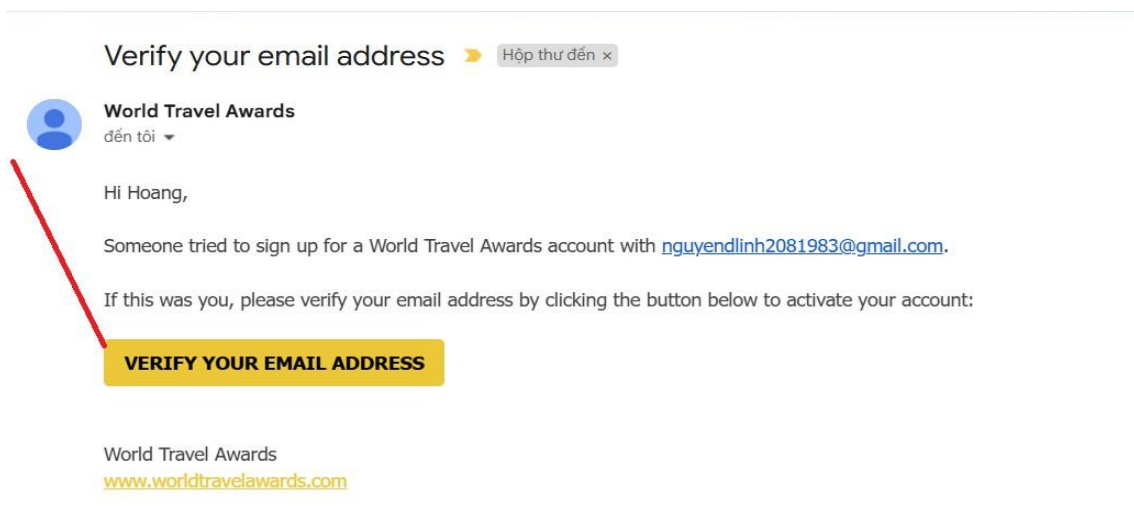 Verify your email address Hộp thư đến ×
World Travel Awards
đến tôi
Hi Hoang,
Someone tried to sign up for a World Travel Awards account with nguyendlinh2081983@gmail.com.
If this was you, please verify your email address by clicking the button below to activate your account:
VERIFY YOUR EMAIL ADDRESS
World Travel Awards
www.worldtravelawards.com